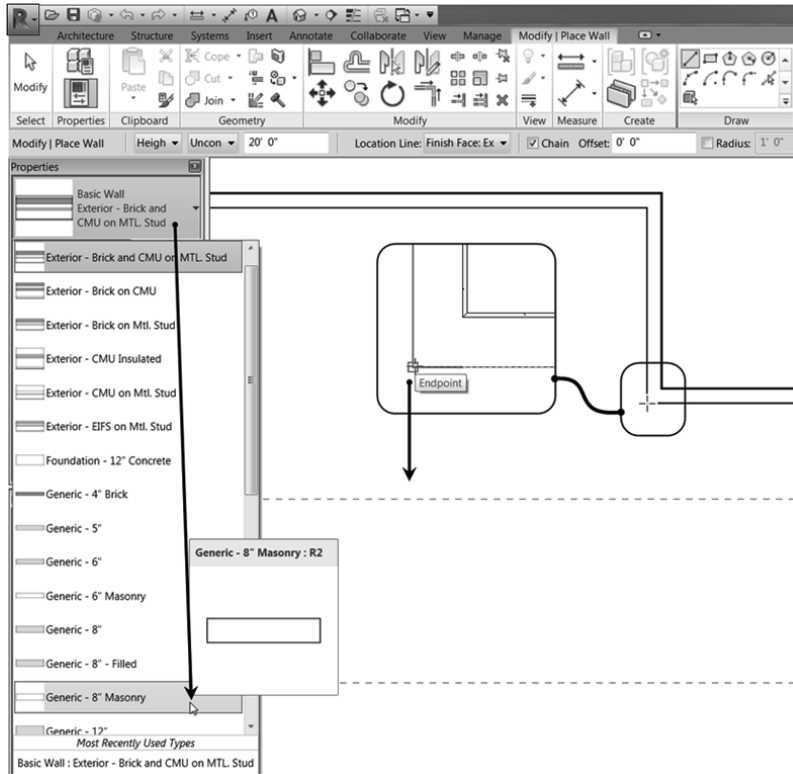 R
A
Architecture Structure Systems Insert Annotate Collaborate View Manage Modify | Place Wall
Modify
Paste
Cope
Cut
Join
Select Properties Clipboard Geometry Modify View Measure Create Draw
Modify | Place Wall Heigh Uncon 20' 0" Location Line: Finish Face: Ex Chain Offset: 0' 0" Radius: 1' 0"
Properties
Basic Wall
Exterior - Brick and
CMU on MTL. Stud
Exterior - Brick and CMU on MTL. Stud
Exterior - Brick on CMU
Exterior - Brick on Mtl. Stud
Exterior - CMU Insulated
Exterior - CMU on Mtl. Stud
Exterior - EIFS on Mtl. Stud
Foundation - 12" Concrete
Generic - 4" Brick
Generic - 5"
Generic - 6"
Generic - 6" Masonry
Generic - 8"
Generic - 8" - Filled
Generic - 8" Masonry
Generic - 12"
Most Recently Used Types
Basic Wall : Exterior - Brick and CMU on MTL. Stud
Generic - 8" Masonry : R2
Endpoint